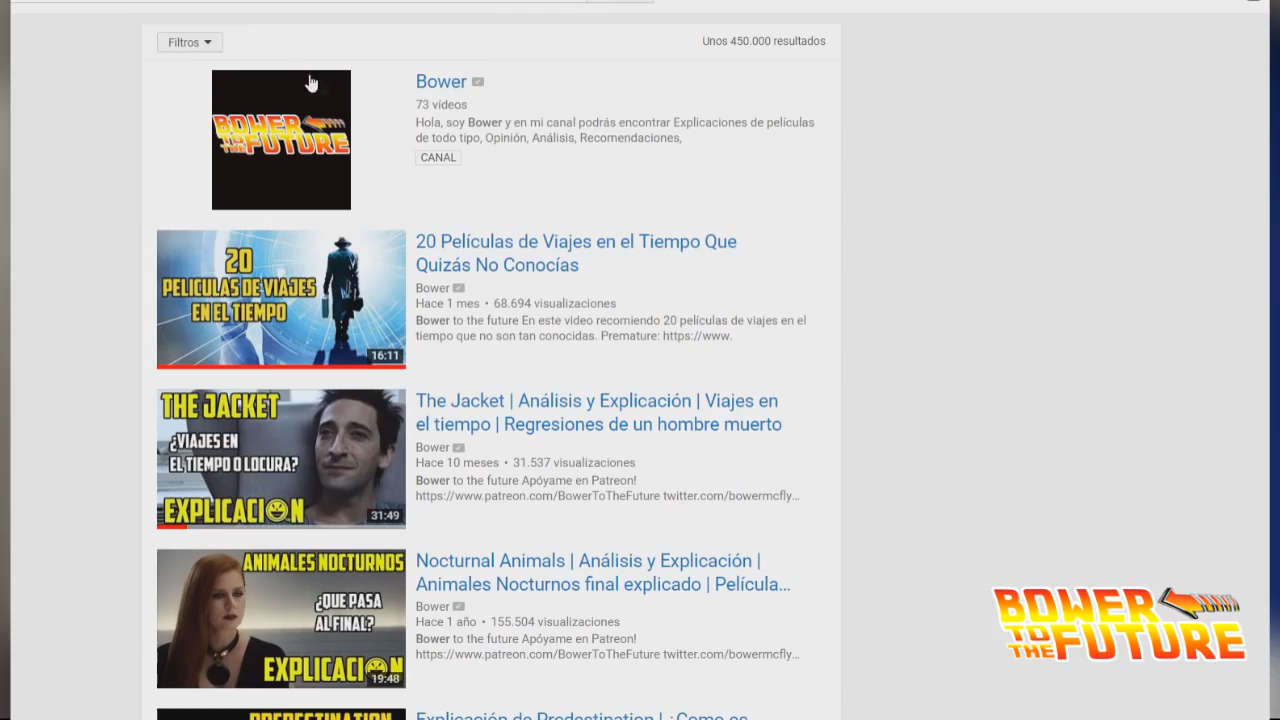 Filtros
Unos 450.000 resultados
BOWER
TO
THE FUTURE
Bower
73 vídeos
Hola, soy Bower y en mi canal podrás encontrar Explicaciones de películas
de todo tipo, Opinión, Análisis, Recomendaciones,
CANAL
20
PELICULAS DE VIAJES
EN EL TIEMPO
16:11
20 Películas de Viajes en el Tiempo Que
Quizás No Conocías
Bower
Hace 1 mes • 68.694 visualizaciones
Bower to the future En este video recomiendo 20 películas de viajes en el
tiempo que no son tan conocidas. Premature: https://www.
THE JACKET
¿VIAJES EN
EL TIEMPO O LOCURA?
EXPLICACION
31:49
The Jacket | Análisis y Explicación | Viajes en
el tiempo | Regresiones de un hombre muerto
Bower
Hace 10 meses • 31.537 visualizaciones
Bower to the future Apóyame en Patreon!
https://www.patreon.com/BowerToTheFuture twitter.com/bowermcfly...
ANIMALES NOCTURNOS
¿QUE PASA
AL FINAL?
EXPLICACION
19:48
Nocturnal Animals | Análisis y Explicación |
Animales Nocturnos final explicado | Película...
Bower
Hace 1 año • 155.504 visualizaciones
Bower to the future Apóyame en Patreon!
https://www.patreon.com/BowerToTheFuture twitter.com/bowermcfly...
BOWER
TO
THE FUTURE
PREDESTINATION
Explicación de Predestination | ¿Como es